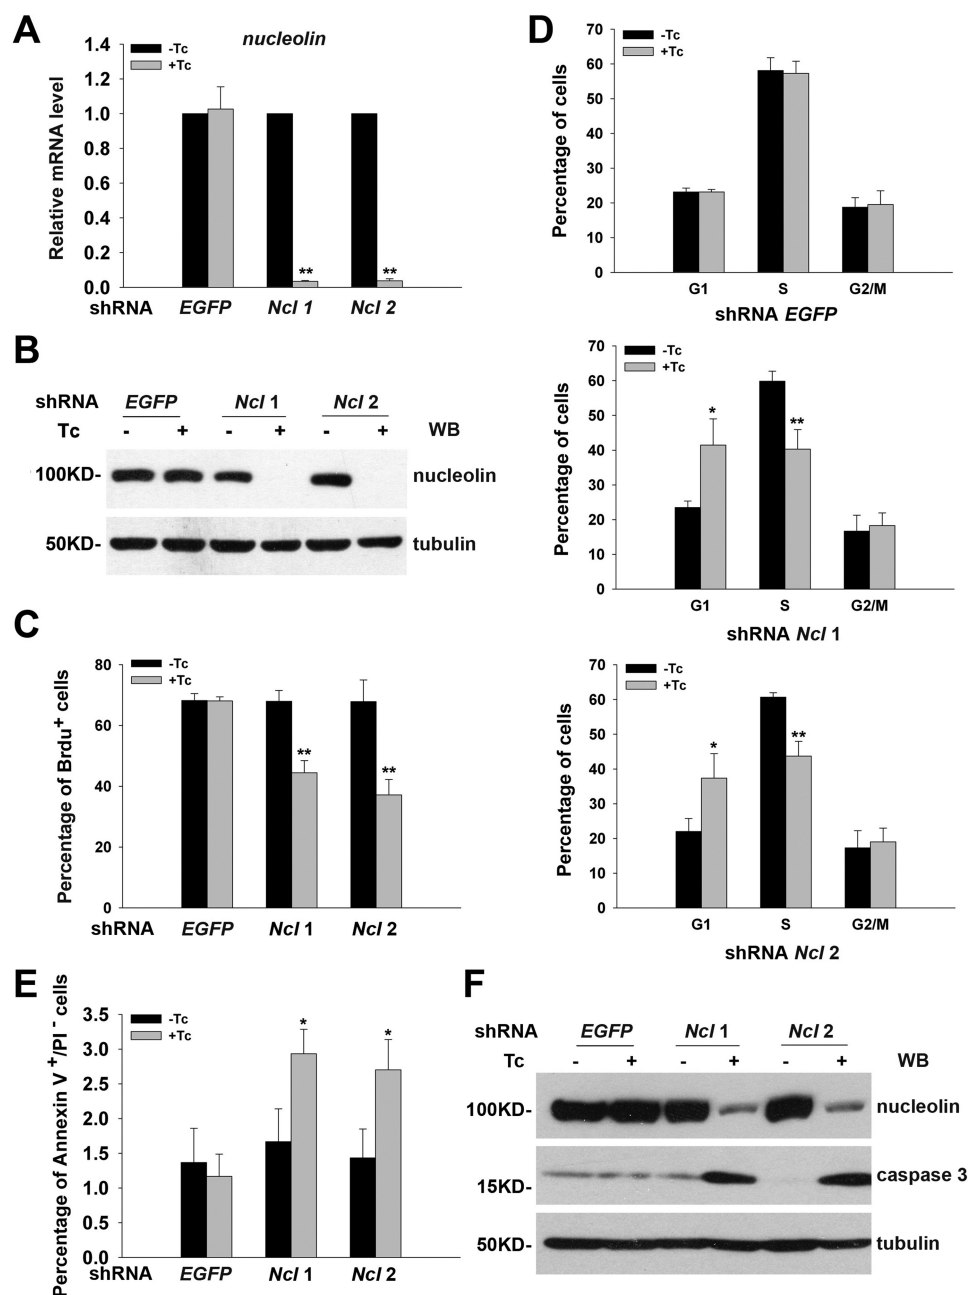 A
nucleolin
-Tc
+Tc
Relative mRNA level
1.4
1.2
1.0
0.8
0.6
0.4
0.2
0.0
** **
shRNA EGFP Ncl 1 Ncl 2
B
shRNA EGFP Ncl 1 Ncl 2
Tc - + - + - + WB
100KD- nucleolin
50KD- tubulin
C
-Tc
+Tc
Percentage of Brdu+ cells
80
60
40
20
0
** **
shRNA EGFP Ncl 1 Ncl 2
D
-Tc
+Tc
Percentage of cells
70
60
50
40
30
20
10
0
G1 S G2/M
shRNA EGFP
-Tc
+Tc
Percentage of cells
70
60
50
40
30
20
10
0
* **
G1 S G2/M
shRNA Ncl 1
-Tc
+Tc
Percentage of cells
70
60
50
40
30
20
10
0
* **
G1 S G2/M
shRNA Ncl 2
E
-Tc
+Tc
Percentage of Annexin V+/PI- cells
3.5
3.0
2.5
2.0
1.5
1.0
0.5
0.0
* *
shRNA EGFP Ncl 1 Ncl 2
F
shRNA EGFP Ncl 1 Ncl 2
Tc - + - + - + WB
100KD- nucleolin
15KD- caspase 3
50KD- tubulin